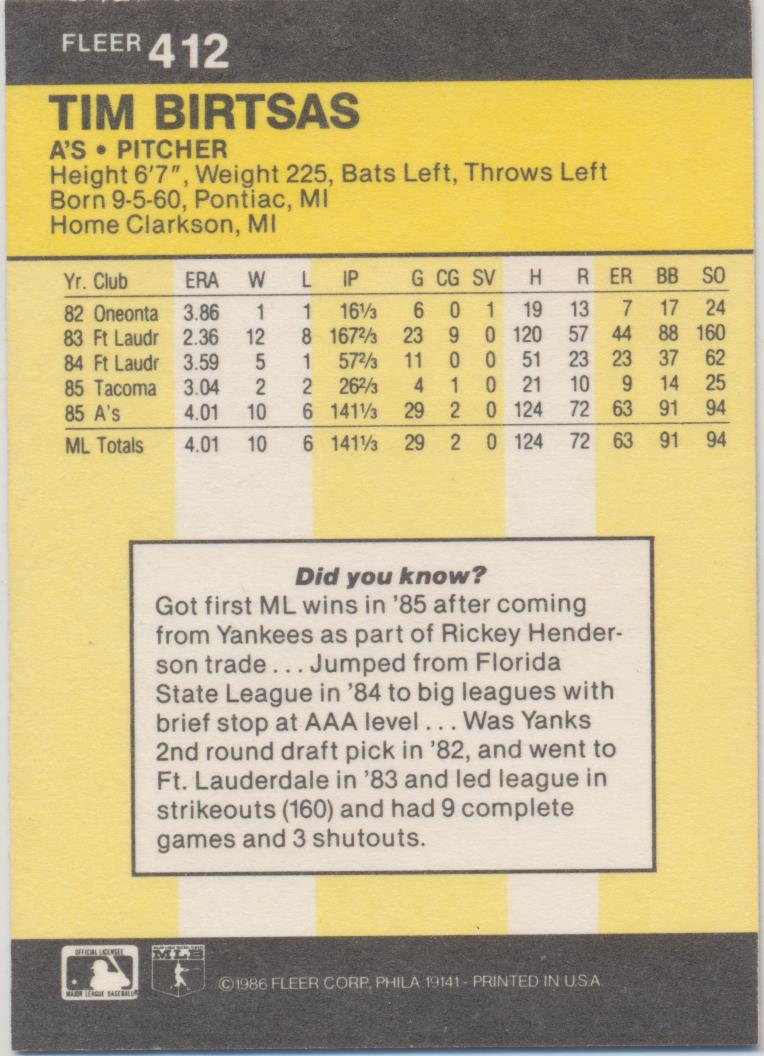 FLEER 412
TIM BIRTSAS
A'S • PITCHER
Height 6'7", Weight 225, Bats Left, Throws Left
Born 9-5-60, Pontiac, MI
Home Clarkson, MI
Yr. Club ERA W L IP G CG SV H R ER BB SO
82 Oneonta 3.86 1 1 16⅓ 6 0 1 19 13 7 17 24
83 Ft Laudr 2.36 12 8 167⅔ 23 9 0 120 57 44 88 160
84 Ft Laudr 3.59 5 1 57⅔ 11 0 0 51 23 23 37 62
85 Tacoma 3.04 2 2 26⅔ 4 1 0 21 10 9 14 25
85 A's 4.01 10 6 141⅓ 29 2 0 124 72 63 91 94
ML Totals 4.01 10 6 141⅓ 29 2 0 124 72 63 91 94
Did you know?
Got first ML wins in '85 after coming
from Yankees as part of Rickey Hender-
son trade . . . Jumped from Florida
State League in '84 to big leagues with
brief stop at AAA level . . . Was Yanks
2nd round draft pick in '82, and went to
Ft. Lauderdale in '83 and led league in
strikeouts (160) and had 9 complete
games and 3 shutouts.
OFFICIAL LICENSEE
MAJOR LEAGUE BASEBALL
MLB
©1986 FLEER CORP, PHILA 19141 - PRINTED IN U.S.A.